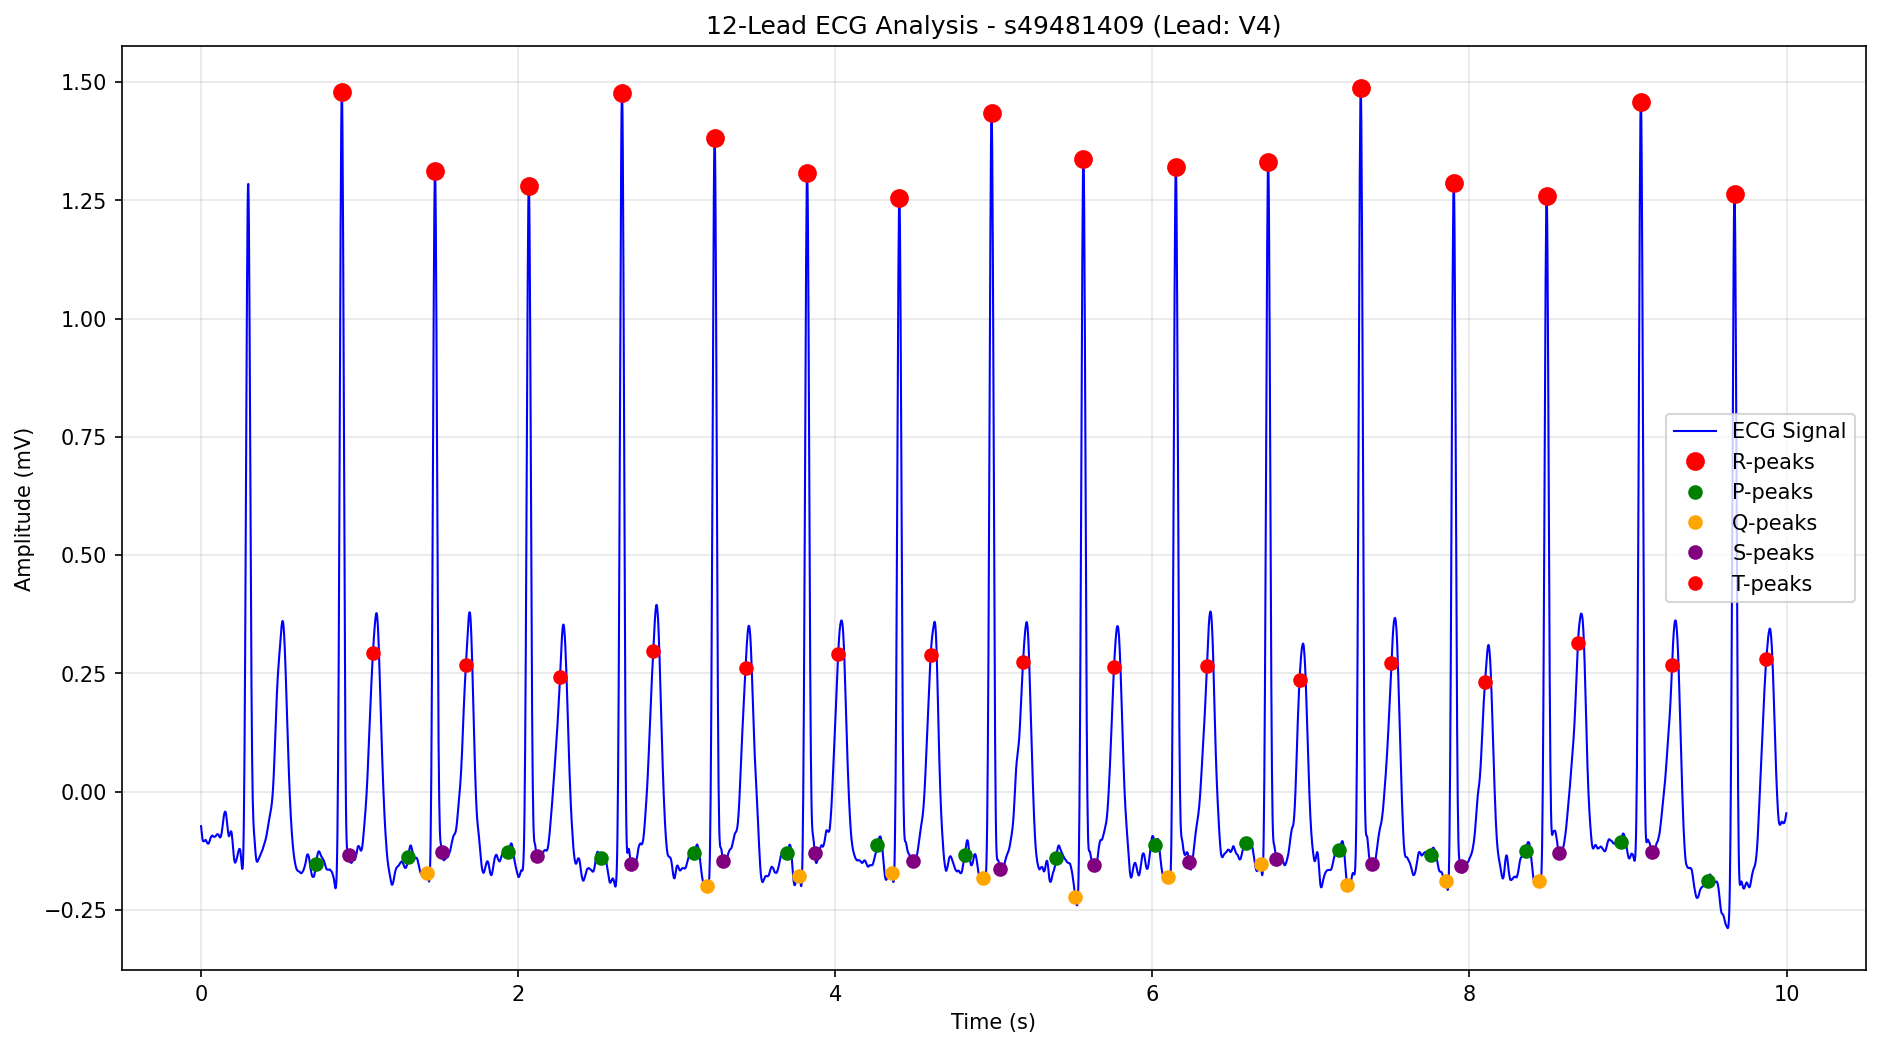 12-Lead ECG Analysis - s49481409 (Lead: V4)
Amplitude (mV)
1.50
1.25
1.00
0.75
0.50
0.25
0.00
−0.25
ECG Signal
R-peaks
P-peaks
Q-peaks
S-peaks
T-peaks
0 2 4 6 8 10
Time (s)